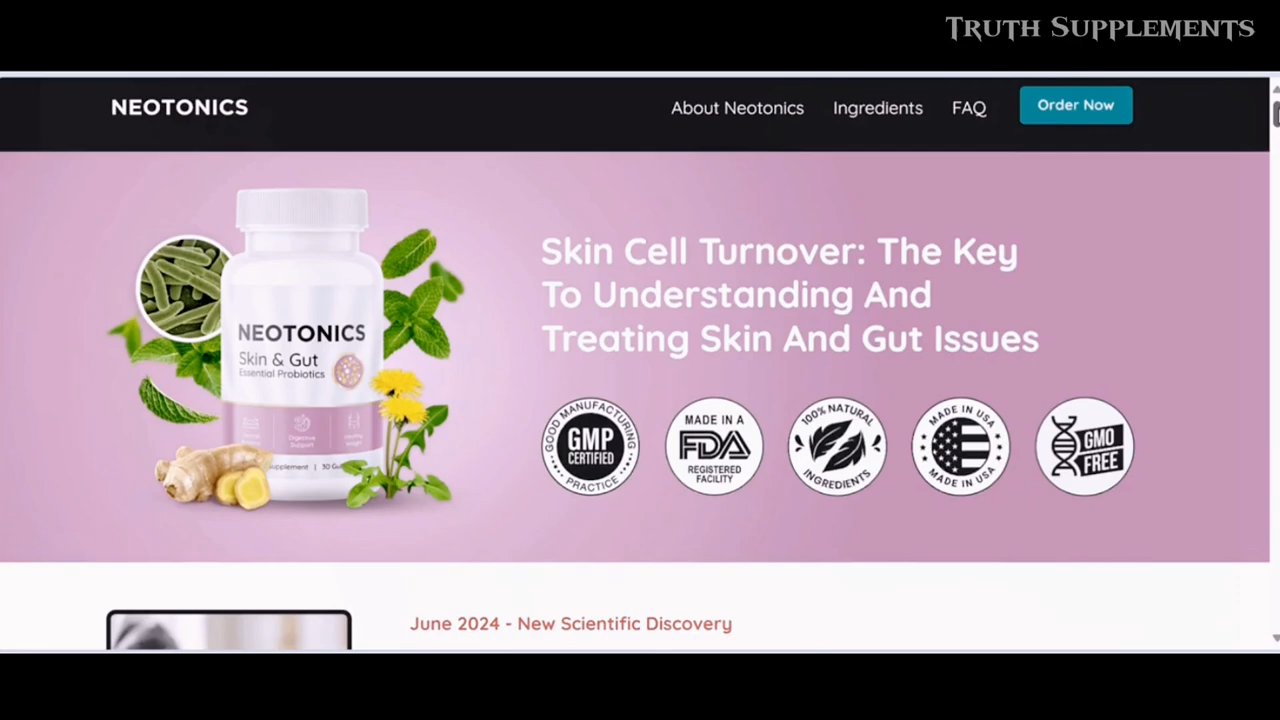 TRUTH SUPPLEMENTS
NEOTONICS
About Neotonics
Ingredients
FAQ
Order Now
Skin Cell Turnover: The Key
To Understanding And
Treating Skin And Gut Issues
NEOTONICS
Skin & Gut
Essential Probiotics
Digestive
Support
GOOD MANUFACTURING
GMP
CERTIFIED
PRACTICE
MADE IN A
FDA
REGISTERED
FACILITY
100% NATURAL
INGREDIENTS
MADE IN USA
MADE IN USA
GMO
FREE
June 2024 - New Scientific Discovery